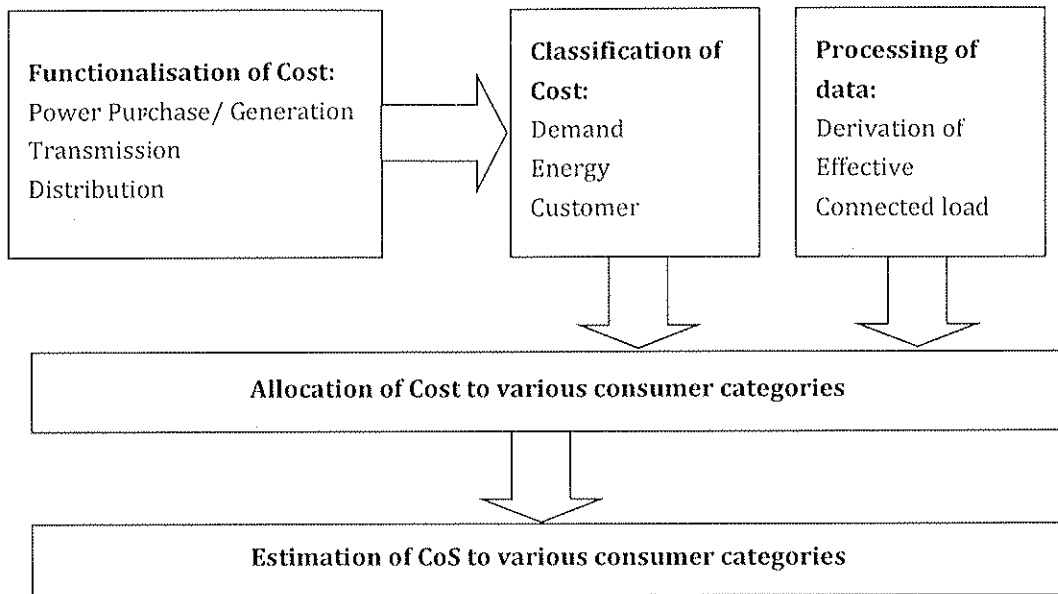 Functionalisation of Cost:
Power Purchase/ Generation
Transmission
Distribution
Classification of
Cost:
Demand
Energy
Customer
Processing of
data:
Derivation of
Effective
Connected load
Allocation of Cost to various consumer categories
Estimation of CoS to various consumer categories